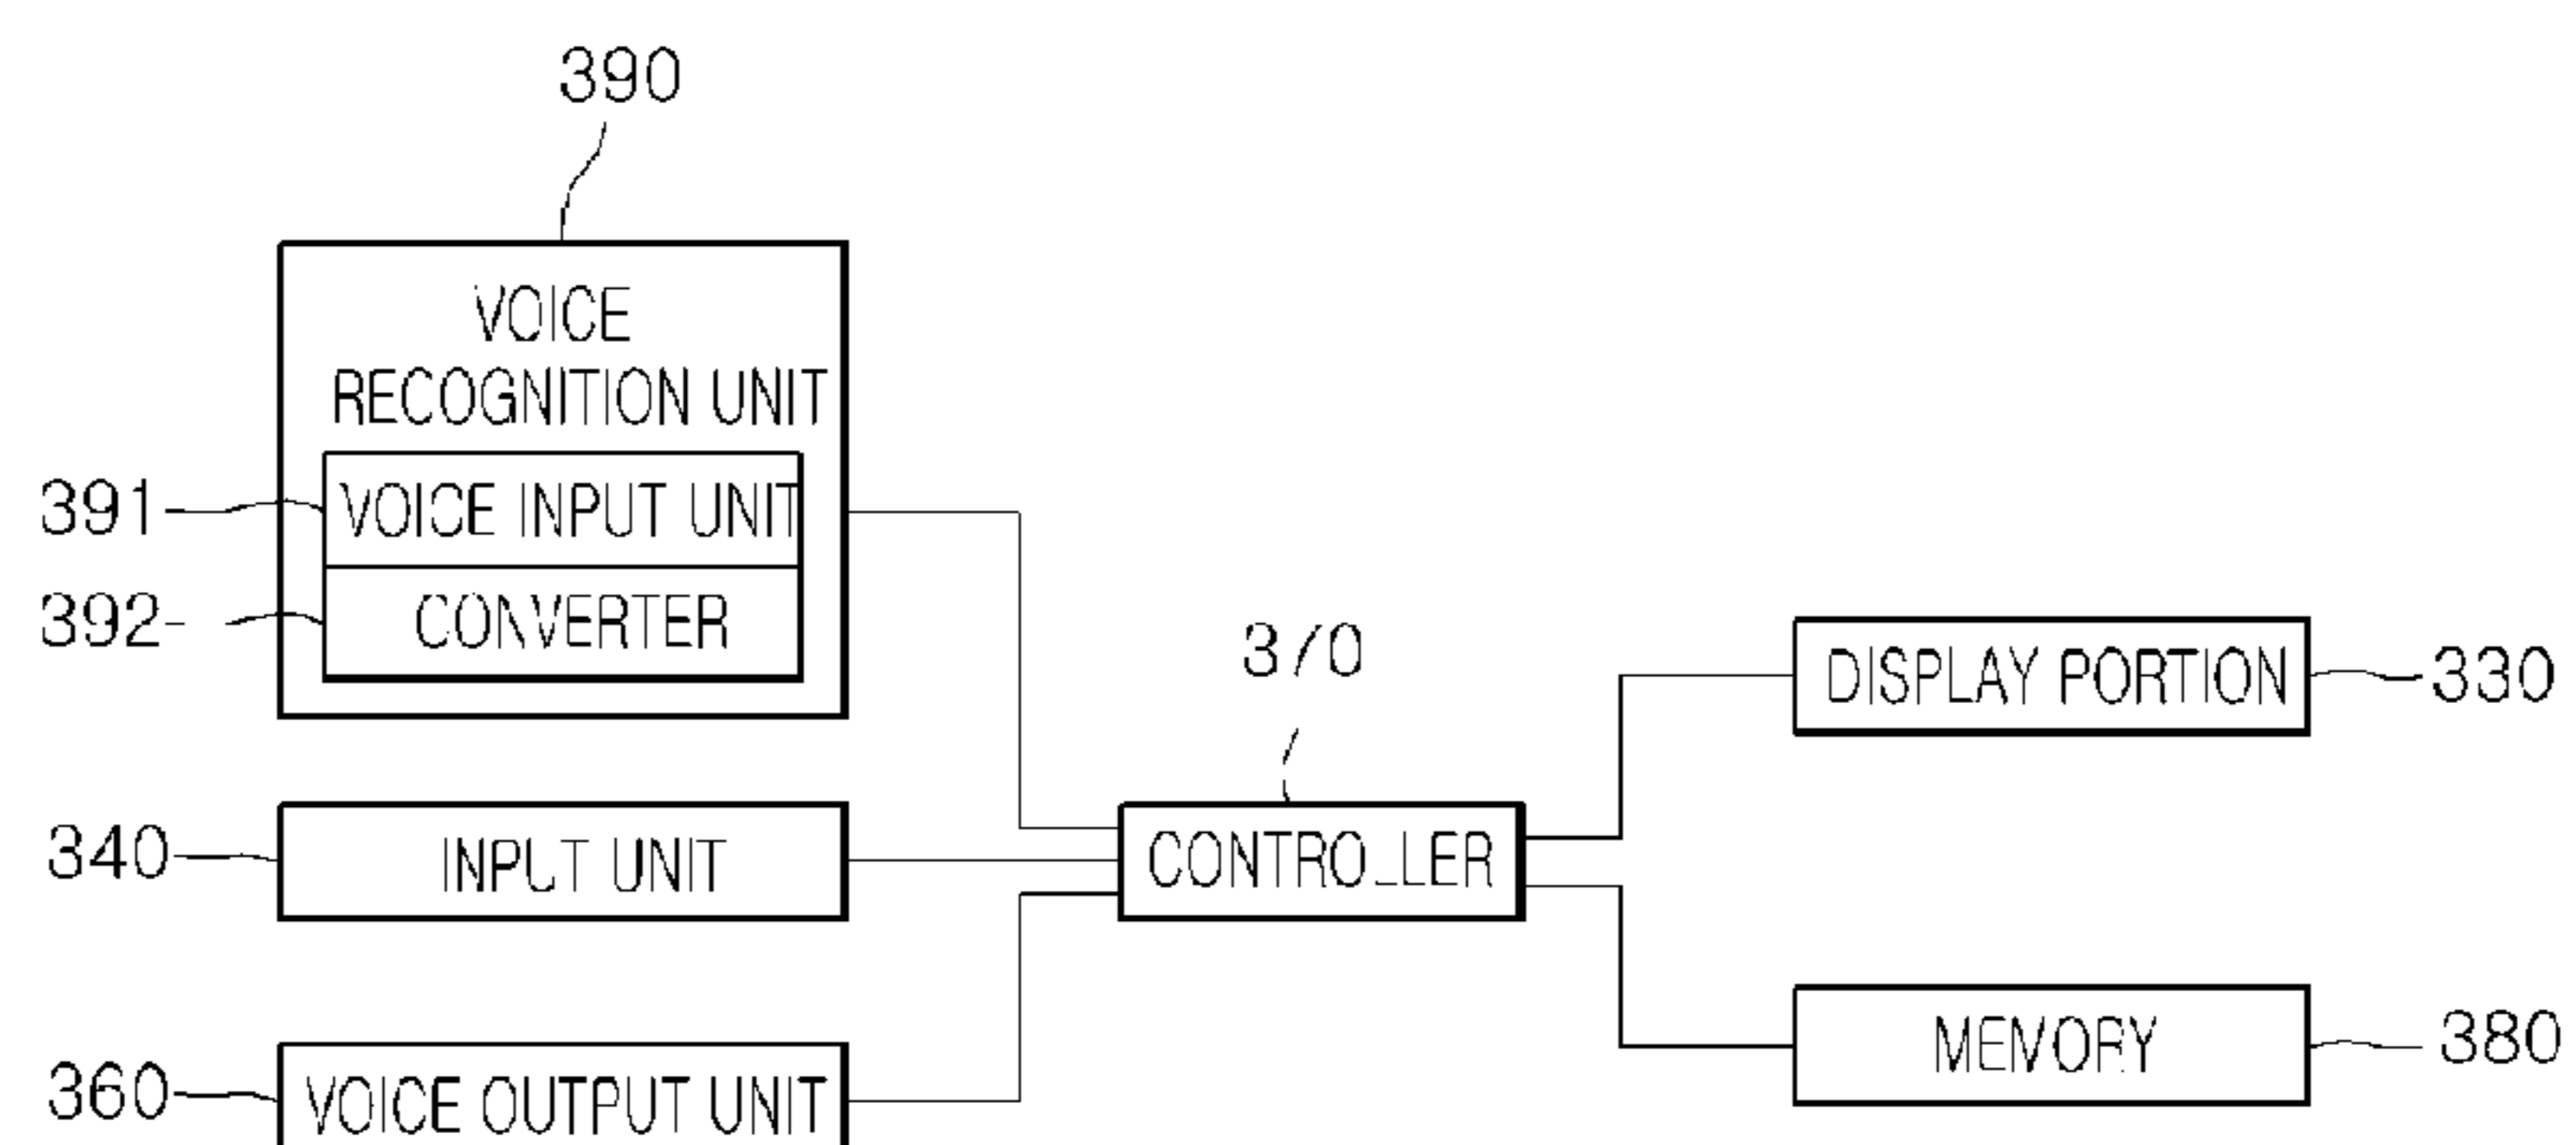 390
VOICE
RECOGNITION UNIT
391
VOICE INPUT UNIT
392
CONVERTER
340
INPUT UNIT
360
VOICE OUTPUT UNIT
3/0
CONTROLLER
DISPLAY PORTION
330
MEMORY
380